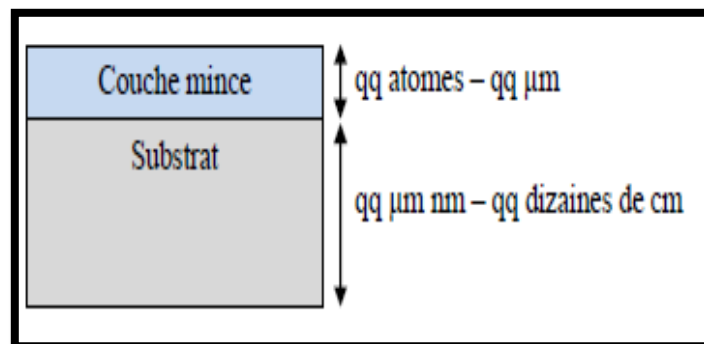 Couche mince
qq atomes – qq µm
Substrat
qq µm nm – qq dizaines de cm